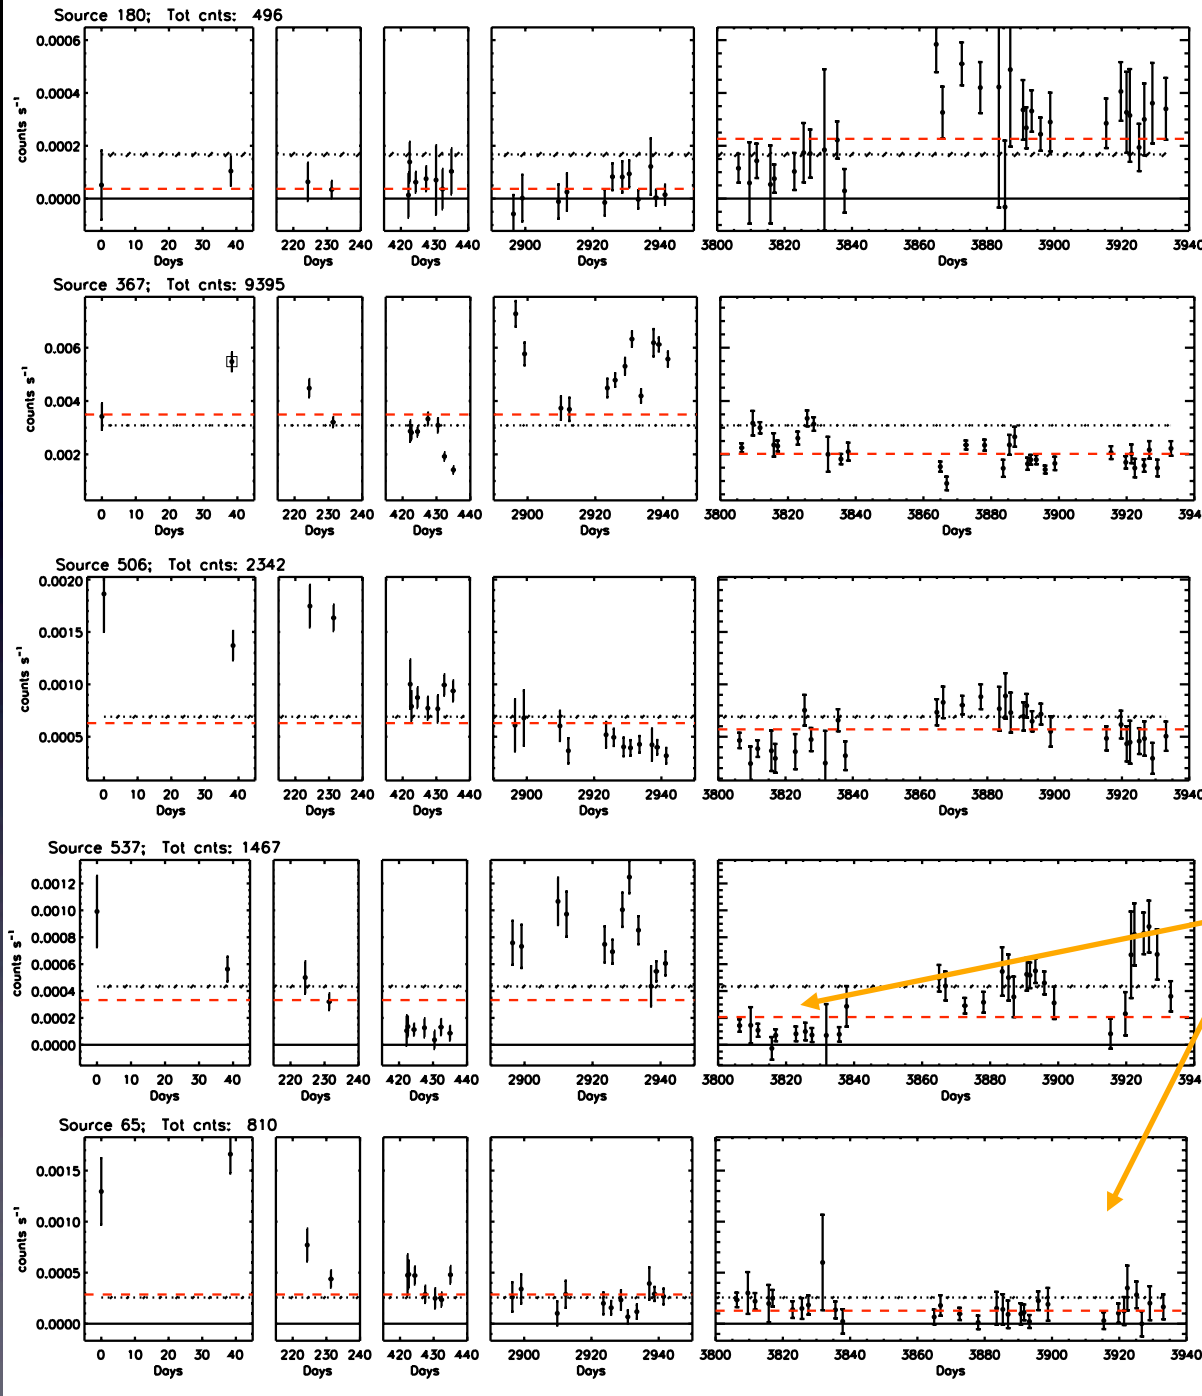 Source 180; Tot cnts: 496
counts s⁻¹
0.0006
0.0004
0.0002
0.0000
0 10 20 30 40
Days
220 230 240
Days
420 430 440
Days
2900 2920 2940
Days
3800 3820 3840 3860 3880 3900 3920 3940
Days
Source 367; Tot cnts: 9395
counts s⁻¹
0.006
0.004
0.002
0 10 20 30 40
Days
220 230 240
Days
420 430 440
Days
2900 2920 2940
Days
3800 3820 3840 3860 3880 3900 3920 394
Days
Source 506; Tot cnts: 2342
counts s⁻¹
0.0020
0.0015
0.0010
0.0005
0 10 20 30 40
Days
220 230 240
Days
420 430 440
Days
2900 2920 2940
Days
3800 3820 3840 3860 3880 3900 3920 3940
Days
Source 537; Tot cnts: 1467
counts s⁻¹
0.0012
0.0010
0.0008
0.0006
0.0004
0.0002
0.0000
0 10 20 30 40
Days
220 230 240
Days
420 430 440
Days
2900 2920 2940
Days
3800 3820 3840 3860 3880 3900 3920 394
Days
Source 65; Tot cnts: 810
counts s⁻¹
0.0015
0.0010
0.0005
0.0000
0 10 20 30 40
Days
220 230 240
Days
420 430 440
Days
2900 2920 2940
Days
3800 3820 3840 3860 3880 3900 3920 3940
Days